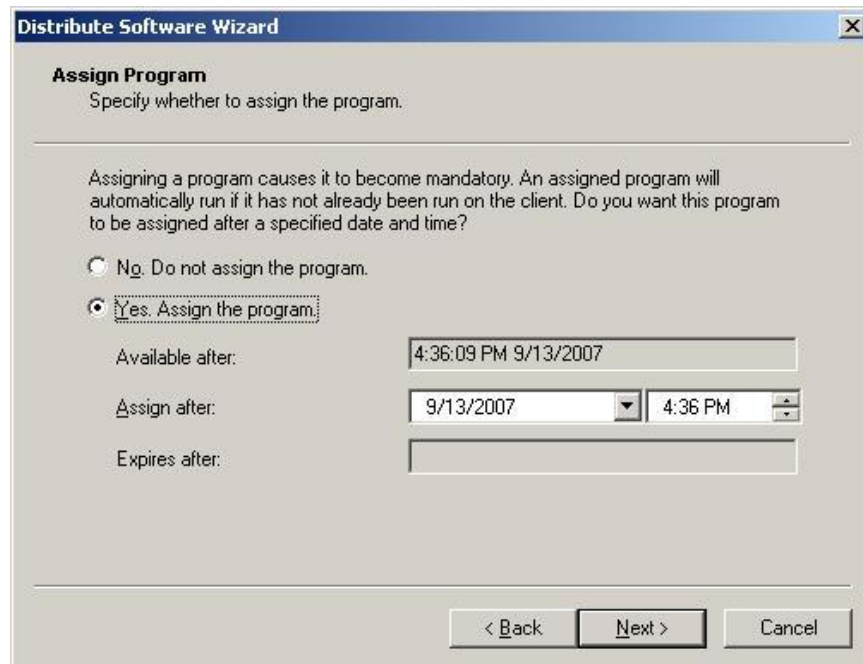 Distribute Software Wizard
Assign Program
Specify whether to assign the program.
Assigning a program causes it to become mandatory. An assigned program will
automatically run if it has not already been run on the client. Do you want this program
to be assigned after a specified date and time?
No. Do not assign the program.
Yes. Assign the program.
Available after: 4:36:09 PM 9/13/2007
Assign after: 9/13/2007 4:36 PM
Expires after:
< Back Next > Cancel